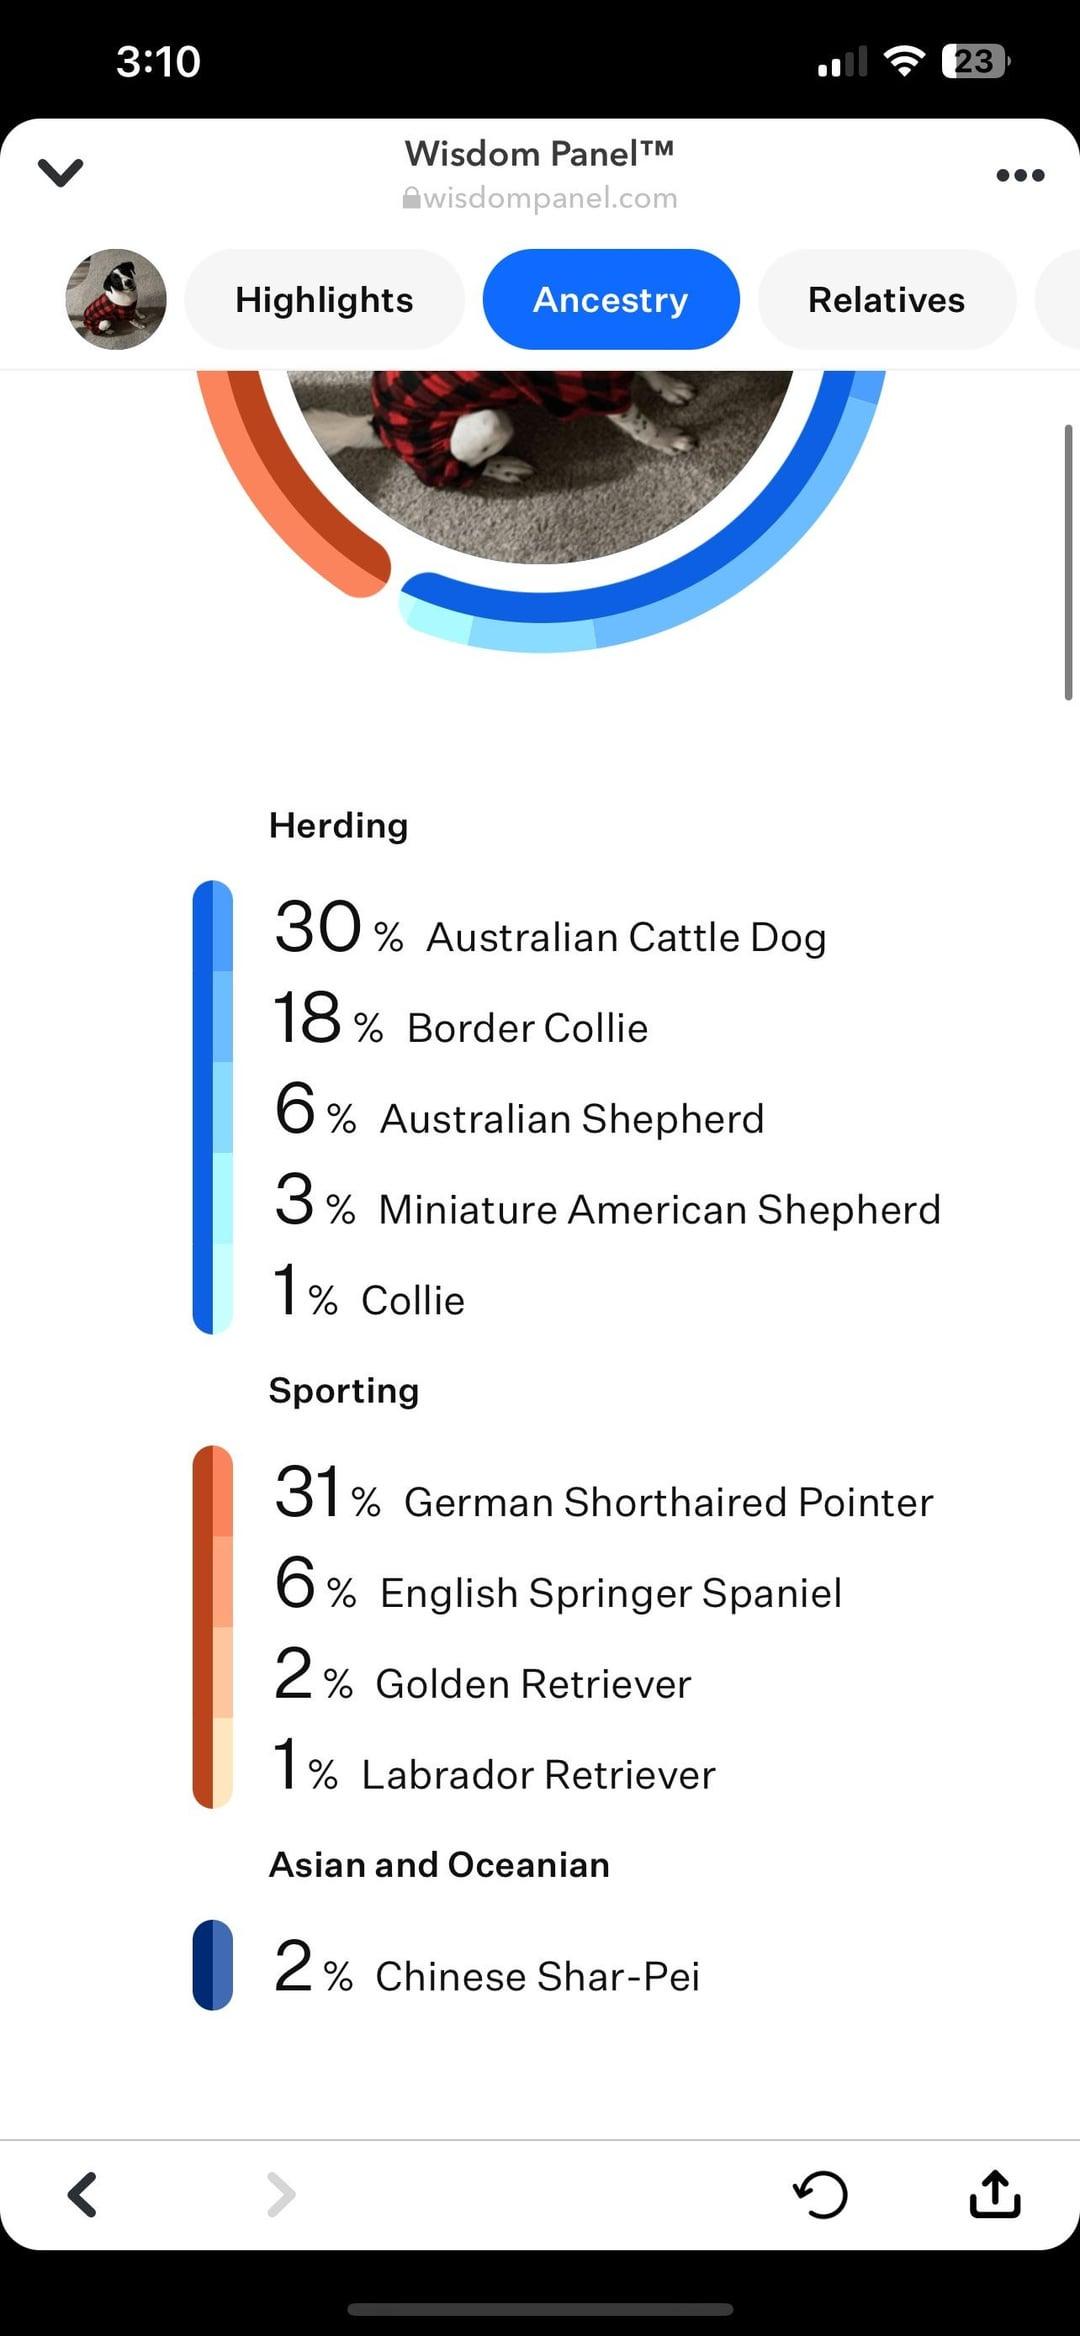 3:10
23
Wisdom Panel™
wisdompanel.com
Highlights
Ancestry
Relatives
Herding
30 % Australian Cattle Dog
18 % Border Collie
6 % Australian Shepherd
3 % Miniature American Shepherd
1 % Collie
Sporting
31 % German Shorthaired Pointer
6 % English Springer Spaniel
2 % Golden Retriever
1 % Labrador Retriever
Asian and Oceanian
2 % Chinese Shar-Pei